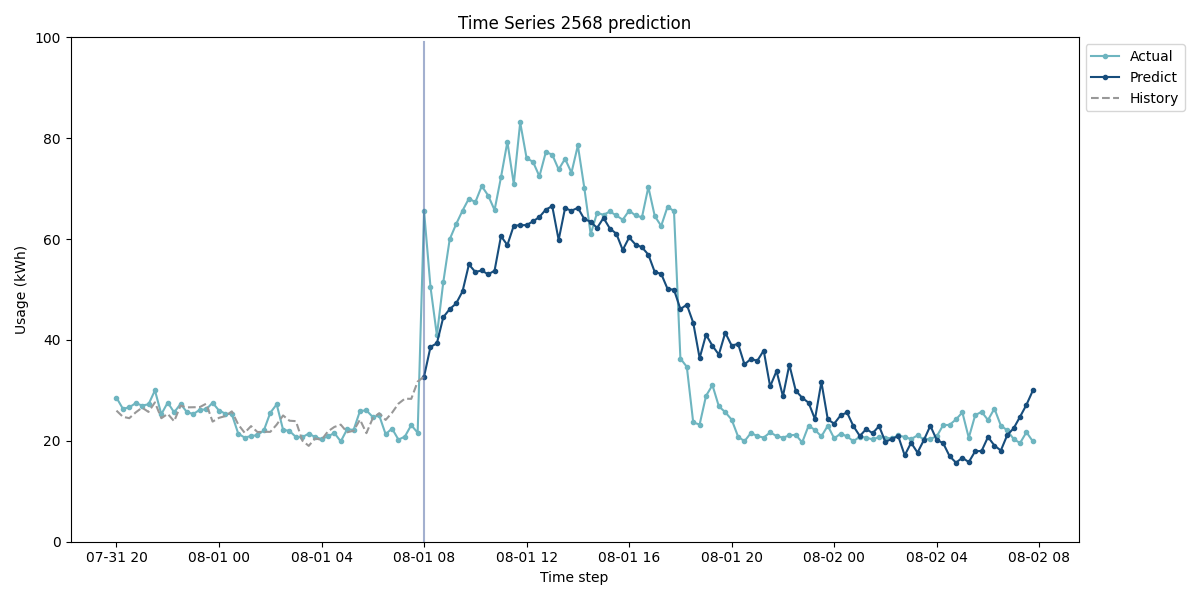 Time Series 2568 prediction
100
80
60
40
20
0
Usage (kWh)
07-31 20
08-01 00
08-01 04
08-01 08
08-01 12
08-01 16
08-01 20
08-02 00
08-02 04
08-02 08
Time step
Actual
Predict
History